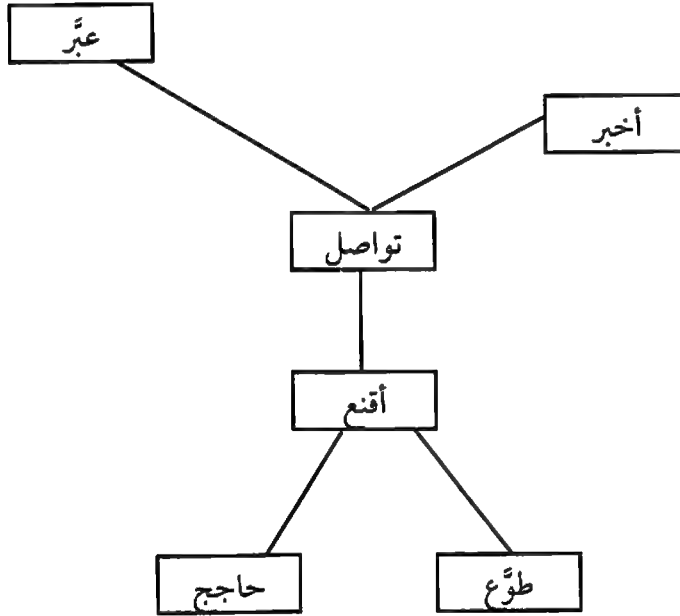 عبَّر
أخبر
تواصل
أقنع
حاجج
طوَّع